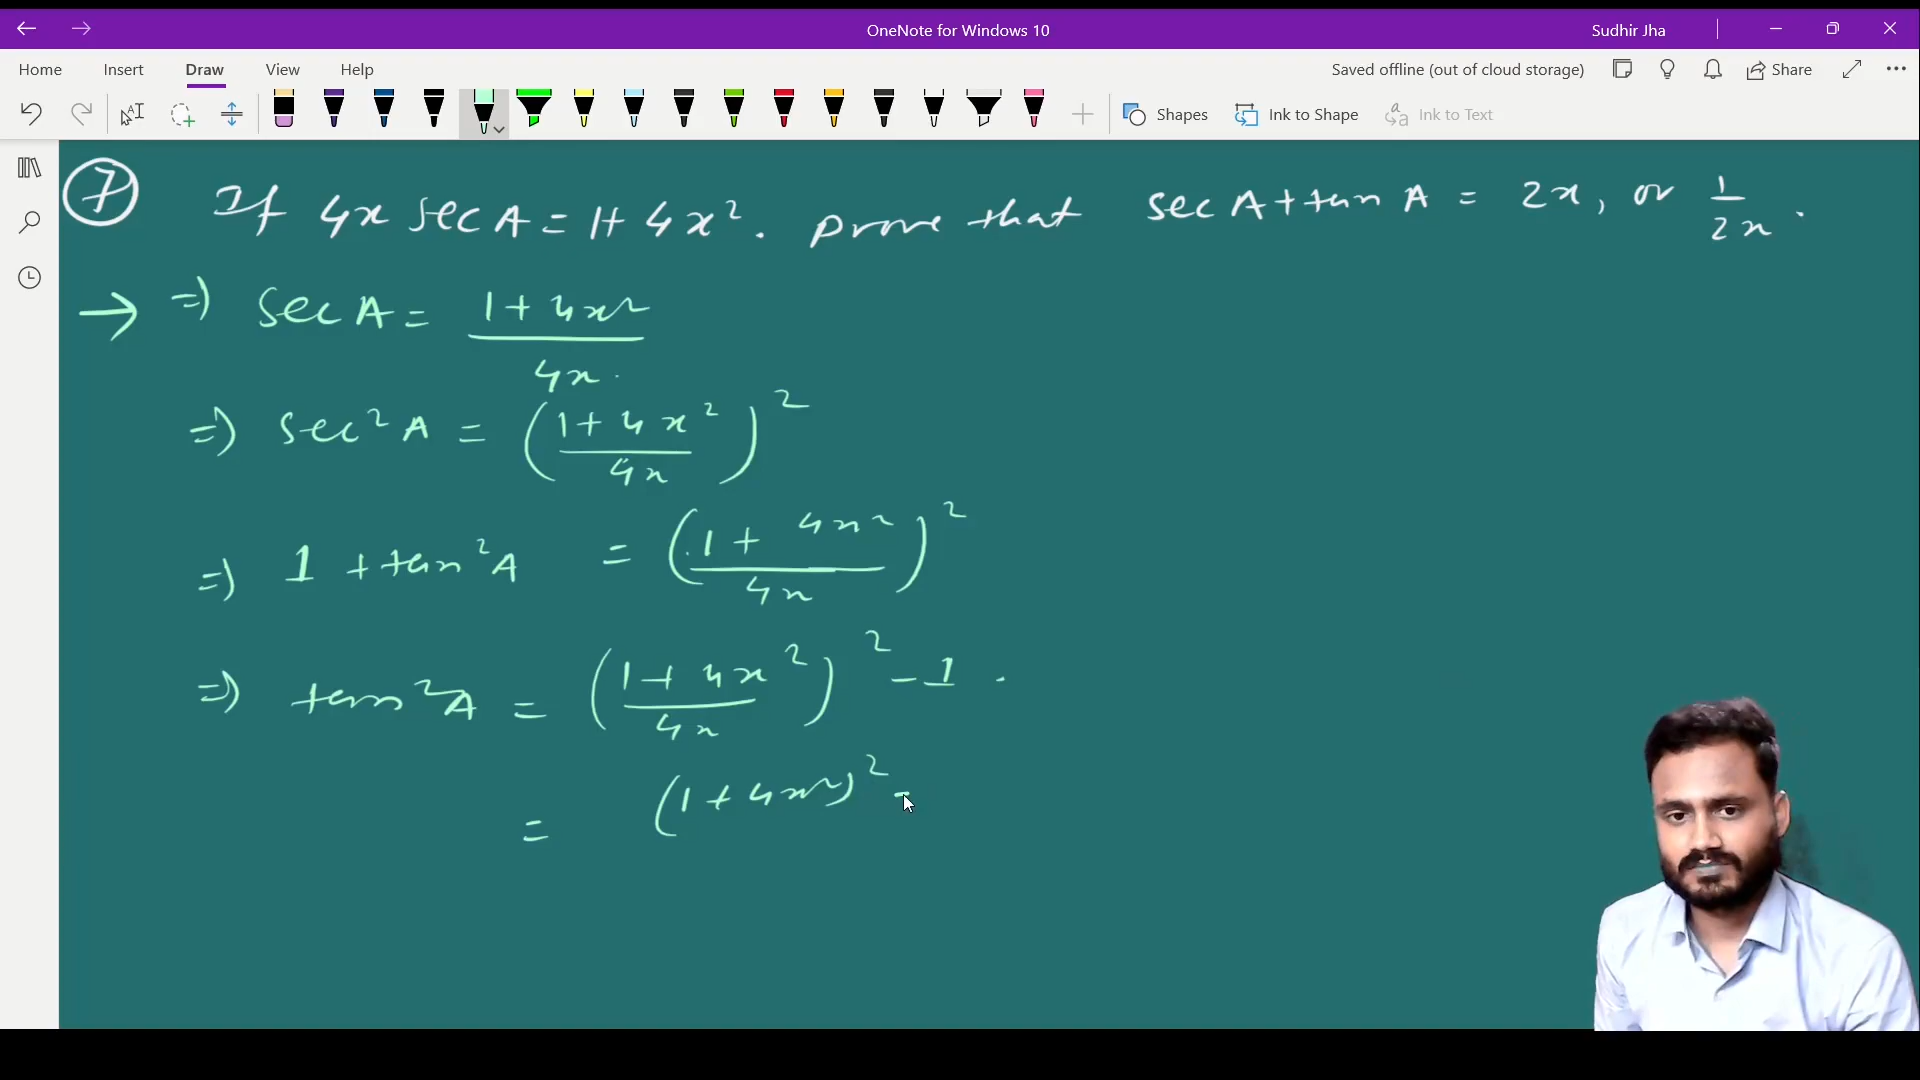 OneNote for Windows 10
Sudhir Jha
Home Insert Draw View Help
Saved offline (out of cloud storage) Share
Shapes Ink to Shape Ink to Text
⑦ If 4x sec A = 1 + 4x². prove that sec A + tan A = 2x, or 1/2x.
→ ⇒ sec A = (1 + 4x²)/4x.
⇒ sec² A = ((1 + 4x²)/4x)²
⇒ 1 + tan² A = ((1 + 4x²)/4x)²
⇒ tan² A = ((1 + 4x²)/4x)² - 1.
= (1 + 4x²)² -